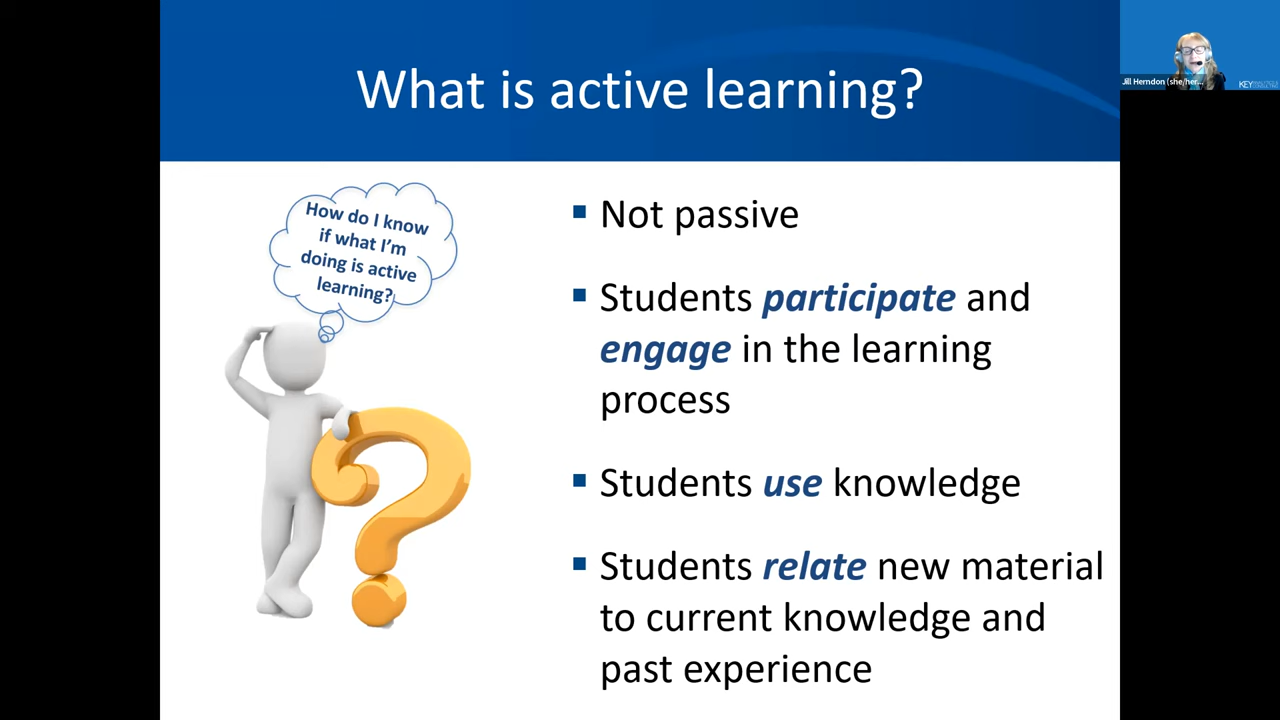 What is active learning?
How do I know
if what I'm
doing is active
learning?
▪ Not passive
▪ Students participate and
engage in the learning
process
▪ Students use knowledge
▪ Students relate new material
to current knowledge and
past experience
Jill Herndon (she/her...
KEY